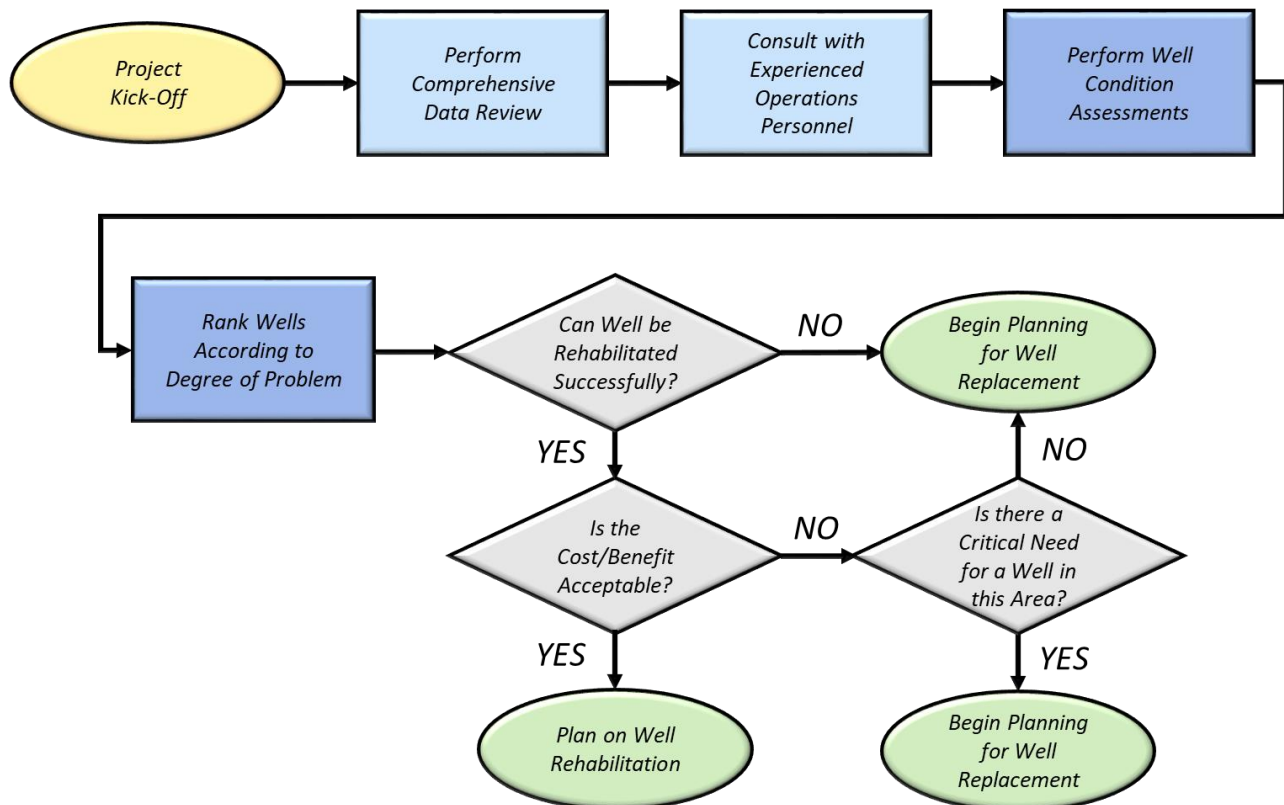 Project
Kick-Off
Perform
Comprehensive
Data Review
Consult with
Experienced
Operations
Personnel
Perform Well
Condition
Assessments
Rank Wells
According to
Degree of Problem
Can Well be
Rehabilitated
Successfully?
NO
Begin Planning
for Well
Replacement
YES
NO
Is the
Cost/Benefit
Acceptable?
NO
Is there a
Critical Need
for a Well in
this Area?
YES
YES
Plan on Well
Rehabilitation
Begin Planning
for Well
Replacement